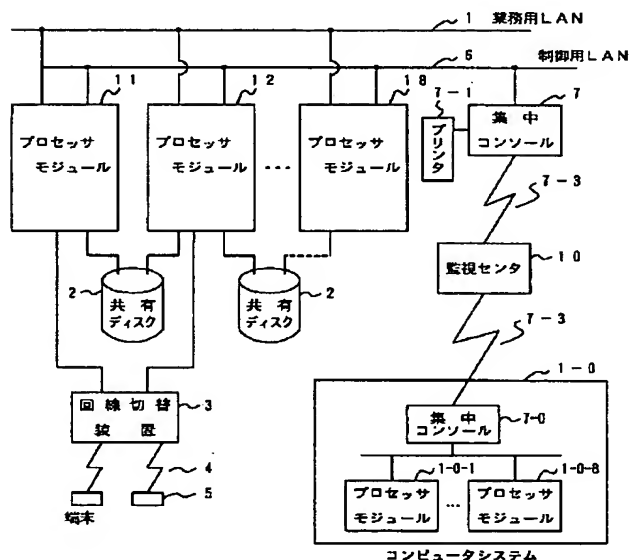 1 業務用LAN
6 制御用LAN
11
12
18
7-1
7
プロセッサ
モジュール
プロセッサ
モジュール
...
プロセッサ
モジュール
プリンタ
集中
コンソール
7-3
監視センタ
10
2
共有
ディスク
共有
ディスク
2
7-3
1-0
回線切替
装置
3
集中
コンソール
7-0
4
5
端末
1-0-1
1-0-8
プロセッサ
モジュール
...
プロセッサ
モジュール
コンピュータシステム